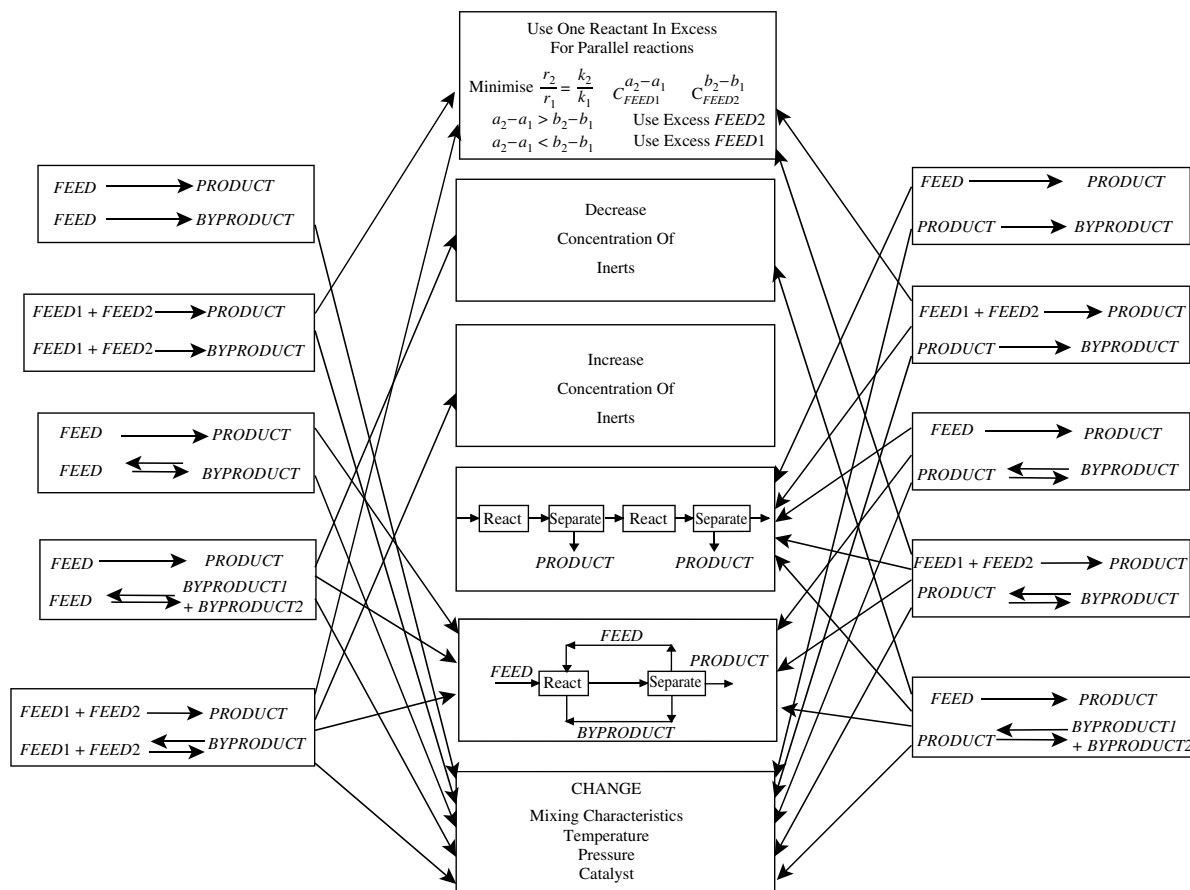 Use One Reactant In Excess
For Parallel reactions
Minimise r₂/r₁ = k₂/k₁ C_FEED1^(a₂−a₁) C_FEED2^(b₂−b₁)
a₂−a₁ > b₂−b₁ Use Excess FEED2
a₂−a₁ < b₂−b₁ Use Excess FEED1
Decrease
Concentration Of
Inerts
Increase
Concentration Of
Inerts
React Separate React Separate
PRODUCT PRODUCT
FEED
FEED PRODUCT
React Separate
BYPRODUCT
CHANGE
Mixing Characteristics
Temperature
Pressure
Catalyst
FEED PRODUCT
FEED BYPRODUCT
FEED1 + FEED2 PRODUCT
FEED1 + FEED2 BYPRODUCT
FEED PRODUCT
FEED BYPRODUCT
FEED PRODUCT
FEED BYPRODUCT1
+ BYPRODUCT2
FEED1 + FEED2 PRODUCT
FEED1 + FEED2 BYPRODUCT
FEED PRODUCT
PRODUCT BYPRODUCT
FEED1 + FEED2 PRODUCT
PRODUCT BYPRODUCT
FEED PRODUCT
PRODUCT BYPRODUCT
FEED1 + FEED2 PRODUCT
PRODUCT BYPRODUCT
FEED PRODUCT
PRODUCT BYPRODUCT1
+ BYPRODUCT2